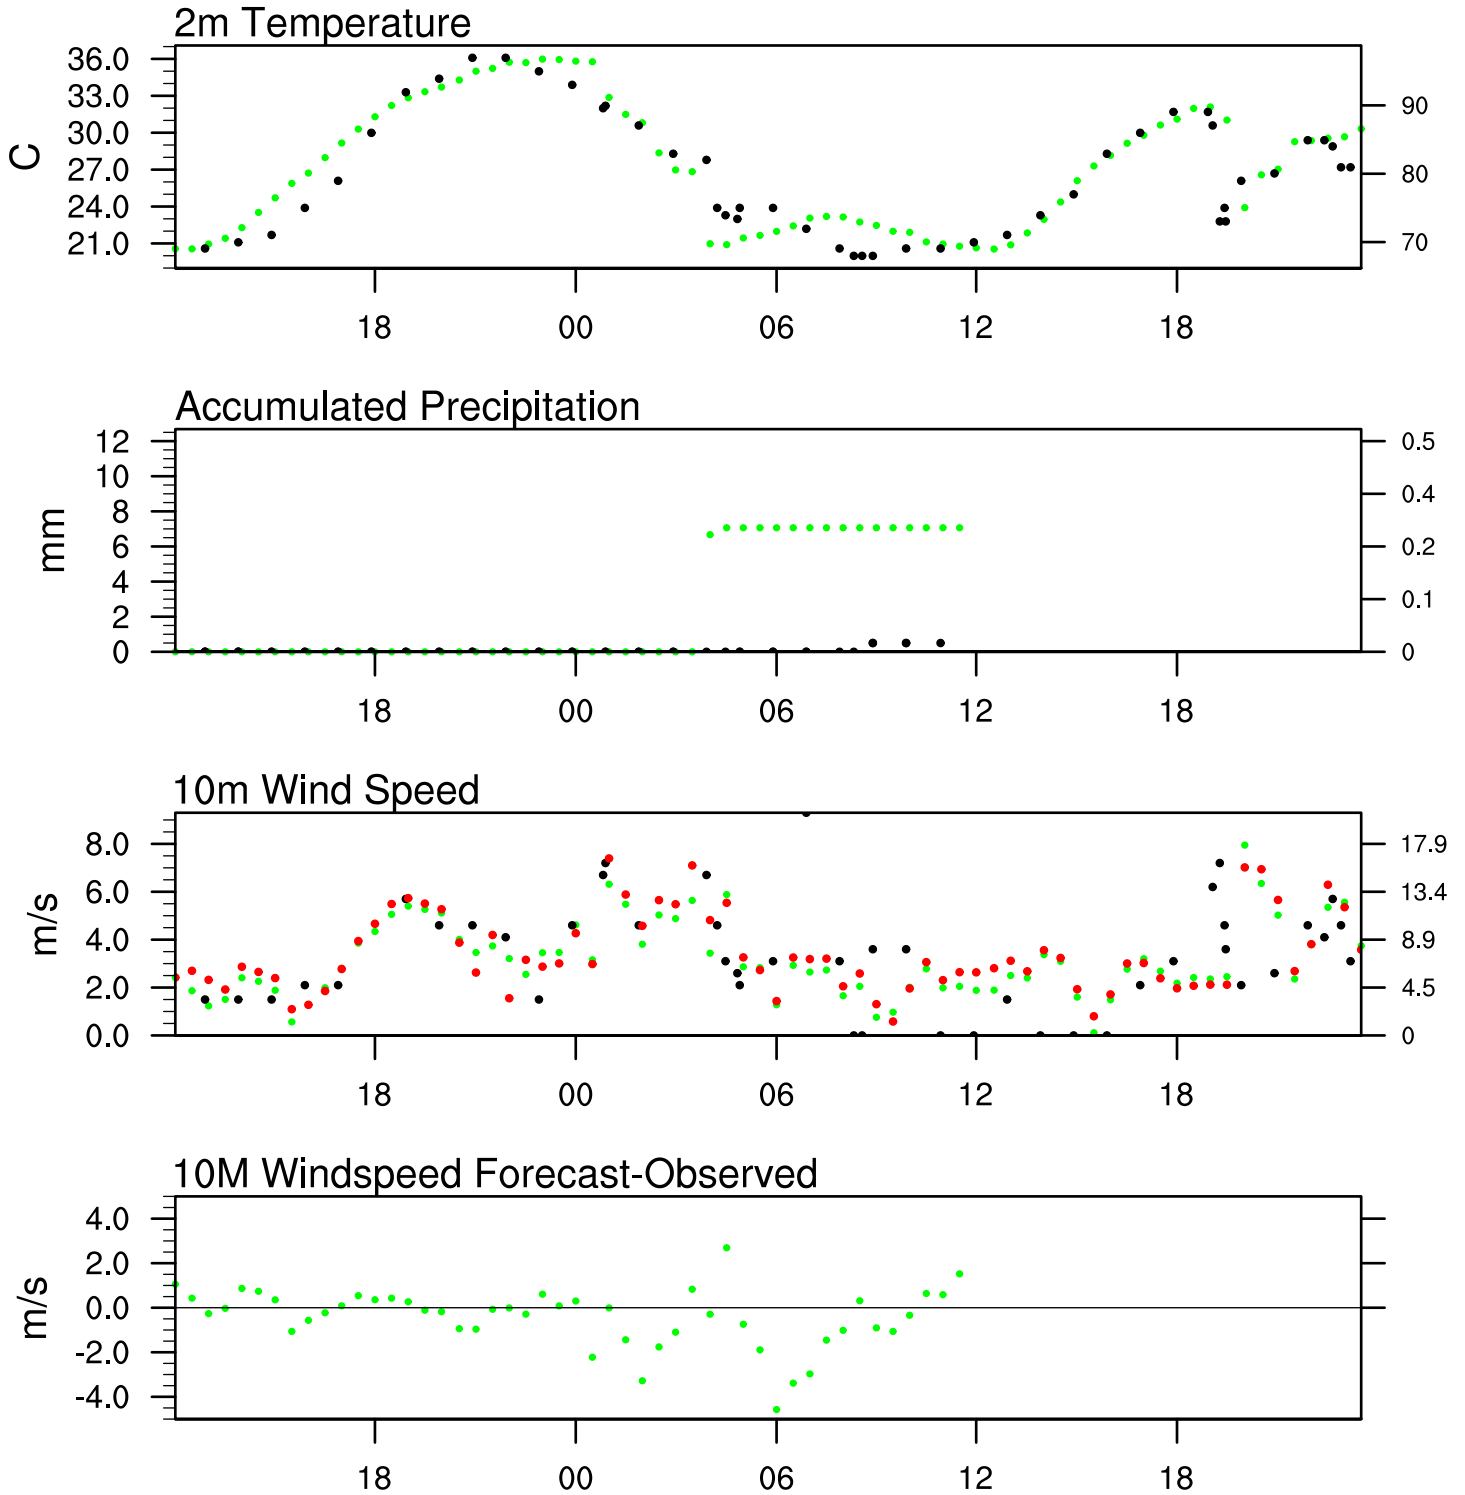 2m Temperature
36.0
33.0 90
30.0
27.0 80
24.0
21.0 70
C
18 00 06 12 18
Accumulated Precipitation
12 0.5
10
8 0.4
6 0.2
4
2 0.1
0 0
mm
18 00 06 12 18
10m Wind Speed
8.0 17.9
6.0 13.4
4.0 8.9
2.0 4.5
0.0 0
m/s
18 00 06 12 18
10M Windspeed Forecast-Observed
4.0
2.0
0.0
-2.0
-4.0
m/s
18 00 06 12 18